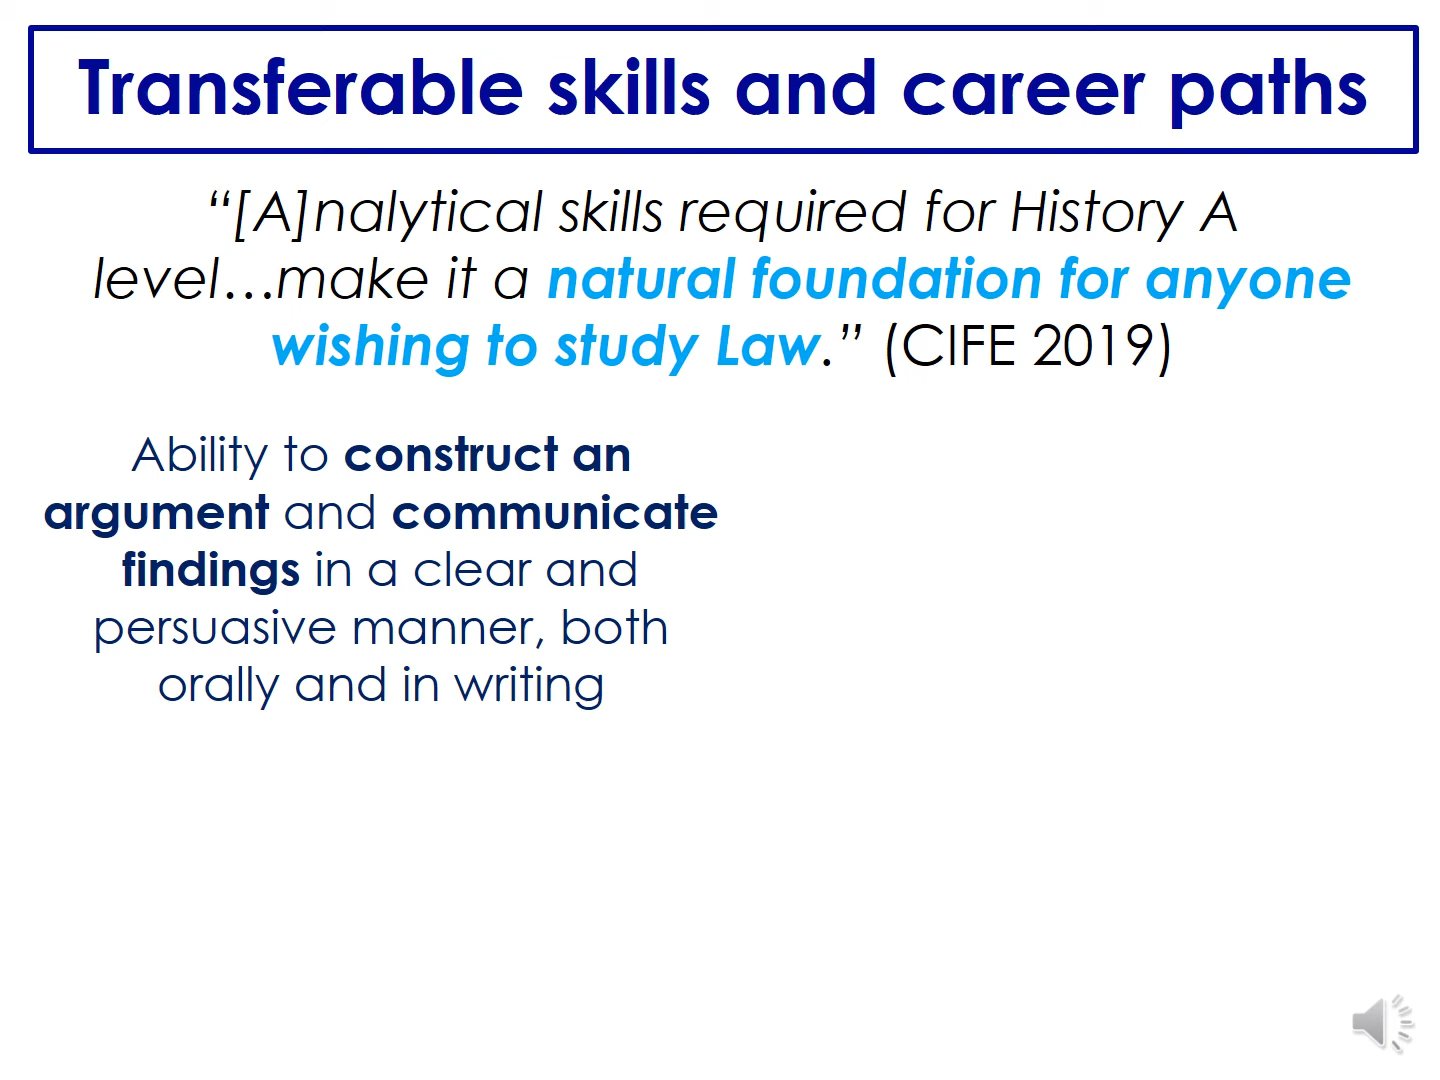 Transferable skills and career paths
“[A]nalytical skills required for History A
level…make it a natural foundation for anyone
wishing to study Law.” (CIFE 2019)
Ability to construct an
argument and communicate
findings in a clear and
persuasive manner, both
orally and in writing